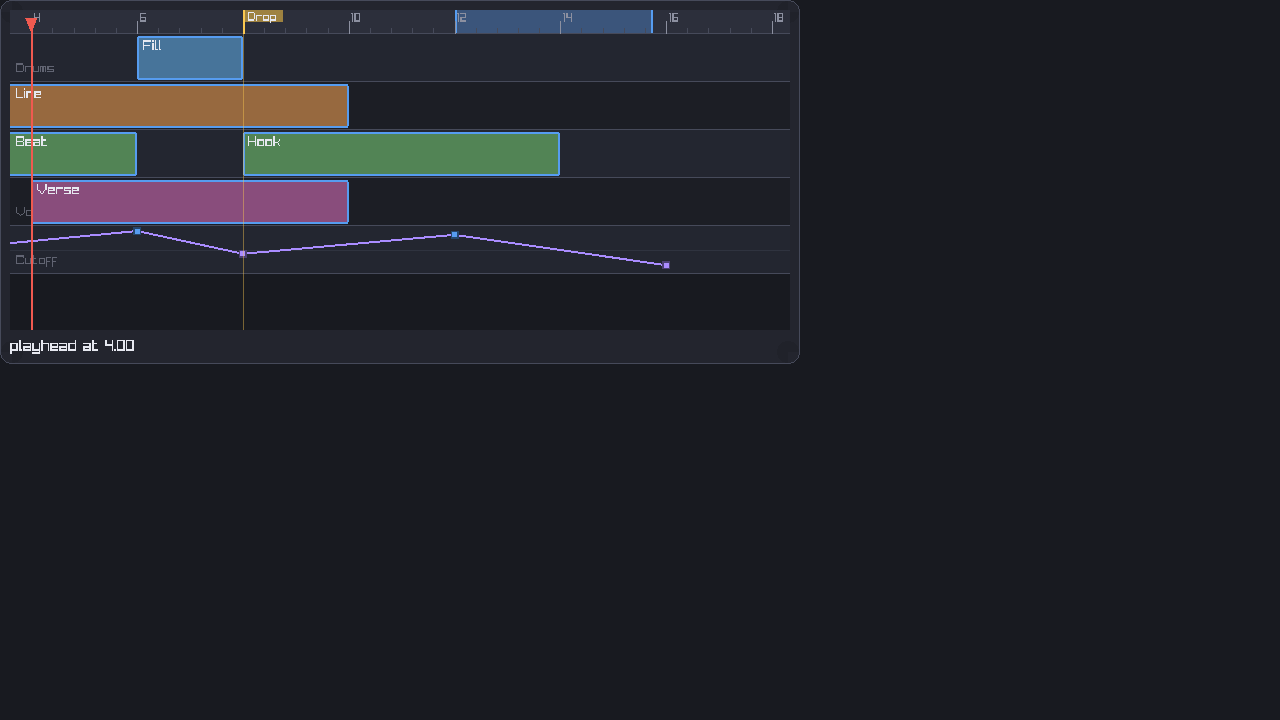 4 6 Drop 10 12 14 16 18
Fill
Drums
Line
Beat Hook
Verse
Vo
Cutoff
playhead at 4.00